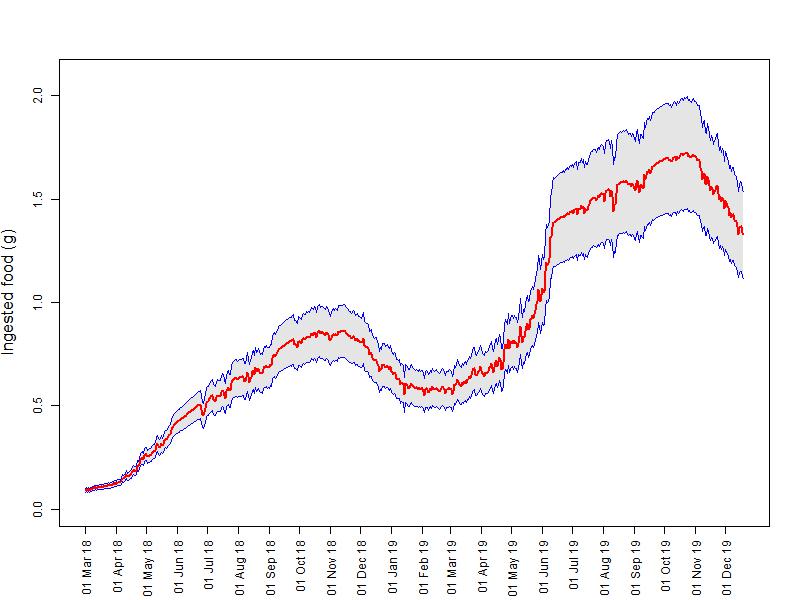 Ingested food (g)
2.0
1.5
1.0
0.5
0.0
01 Mar 18
01 Apr 18
01 May 18
01 Jun 18
01 Jul 18
01 Aug 18
01 Sep 18
01 Oct 18
01 Nov 18
01 Dec 18
01 Jan 19
01 Feb 19
01 Mar 19
01 Apr 19
01 May 19
01 Jun 19
01 Jul 19
01 Aug 19
01 Sep 19
01 Oct 19
01 Nov 19
01 Dec 19